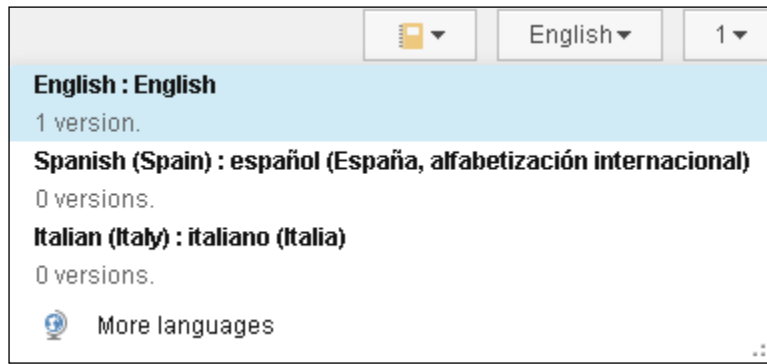 English 1
English : English
1 version.
Spanish (Spain) : español (España, alfabetización internacional)
0 versions.
Italian (Italy) : italiano (Italia)
0 versions.
More languages